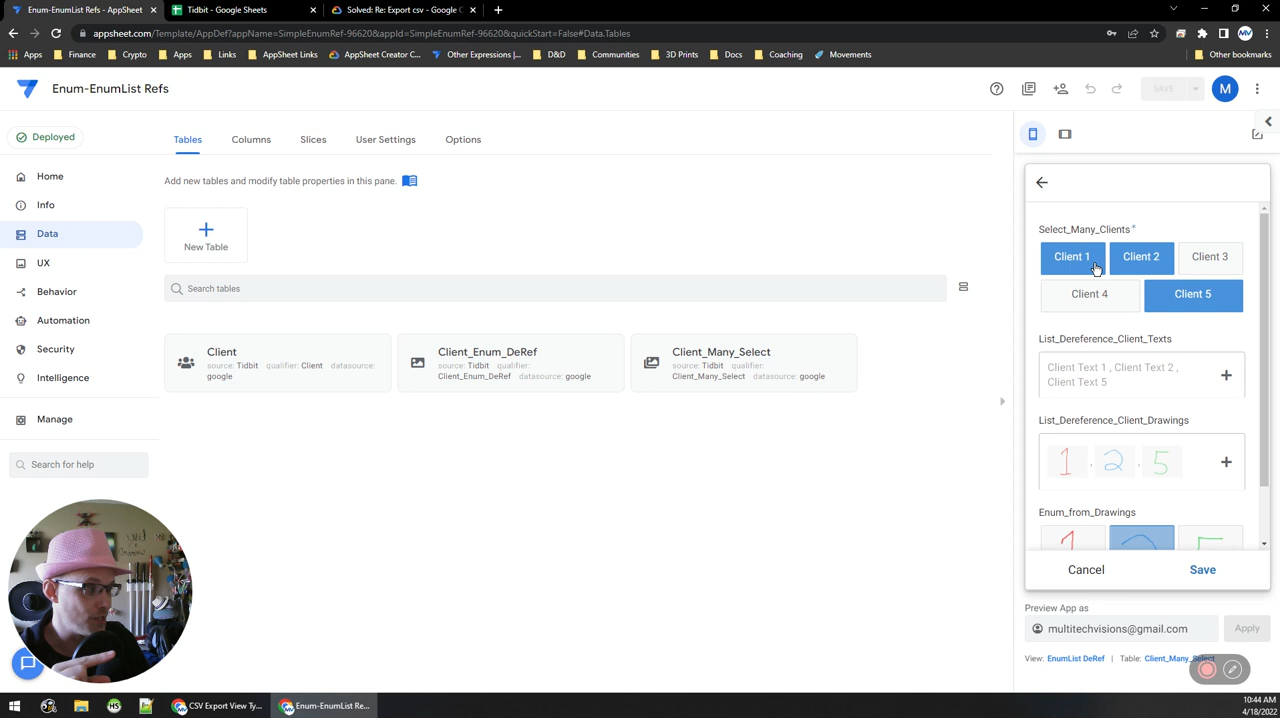 Enum-EnumList Refs - AppSheet
Tidbit - Google Sheets
Solved: Re: Export csv - Google C
appsheet.com/Template/AppDef?appName=SimpleEnumRef-96620&appId=SimpleEnumRef-96620&quickStart=False#Data.Tables
Apps
Finance
Crypto
Apps
Links
AppSheet Links
AppSheet Creator C...
Other Expressions |...
D&D
Communities
3D Prints
Docs
Coaching
Movements
Other bookmarks
Enum-EnumList Refs
SAVE
M
Deployed
Home
Info
Data
UX
Behavior
Automation
Security
Intelligence
Manage
Search for help
Tables
Columns
Slices
User Settings
Options
Add new tables and modify table properties in this pane.
New Table
Search tables
Client
source: Tidbit qualifier: Client datasource:
google
Client_Enum_DeRef
source: Tidbit qualifier:
Client_Enum_DeRef datasource: google
Client_Many_Select
source: Tidbit qualifier:
Client_Many_Select datasource: google
Select_Many_Clients*
Client 1
Client 2
Client 3
Client 4
Client 5
List_Dereference_Client_Texts
Client Text 1 , Client Text 2 ,
Client Text 5
List_Dereference_Client_Drawings
1 , 2 , 5
Enum_from_Drawings
Cancel
Save
Preview App as
multitechvisions@gmail.com
Apply
View: EnumList DeRef | Table: Client_Many_Select
CSV Export View Ty...
Enum-EnumList Re...
10:44 AM
4/18/2022